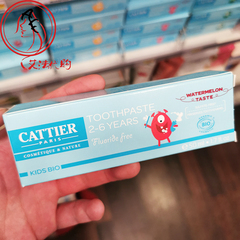 WATERMELON
TASTE
TOOTHPASTE
2-6 YEARS
Fluoride free
CATTIER
PARIS
COSMÉTIQUE & NATURE
KIDS BIO
BIO